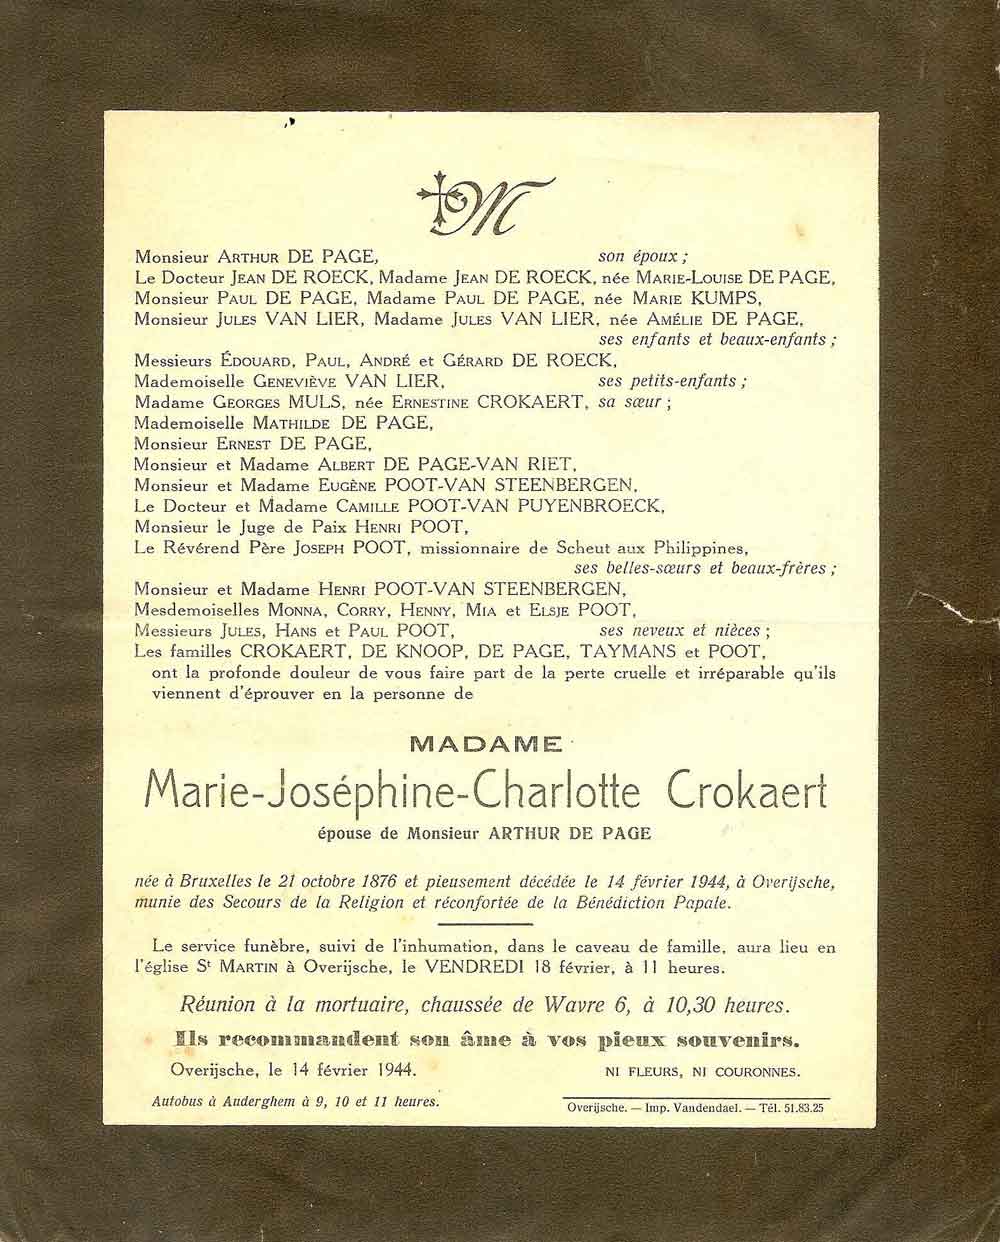 M
Monsieur ARTHUR DE PAGE, son époux ;
Le Docteur JEAN DE ROECK, Madame JEAN DE ROECK, née MARIE-LOUISE DE PAGE,
Monsieur PAUL DE PAGE, Madame PAUL DE PAGE, née MARIE KUMPS,
Monsieur JULES VAN LIER, Madame JULES VAN LIER, née AMÉLIE DE PAGE,
ses enfants et beaux-enfants ;
Messieurs ÉDOUARD, PAUL, ANDRÉ et GÉRARD DE ROECK,
Mademoiselle GENEVIÈVE VAN LIER, ses petits-enfants ;
Madame GEORGES MULS, née ERNESTINE CROKAERT, sa sœur ;
Mademoiselle MATHILDE DE PAGE,
Monsieur ERNEST DE PAGE,
Monsieur et Madame ALBERT DE PAGE-VAN RIET,
Monsieur et Madame EUGÈNE POOT-VAN STEENBERGEN,
Le Docteur et Madame CAMILLE POOT-VAN PUYENBROECK,
Monsieur le Juge de Paix HENRI POOT,
Le Révérend Père JOSEPH POOT, missionnaire de Scheut aux Philippines,
ses belles-sœurs et beaux-frères ;
Monsieur et Madame HENRI POOT-VAN STEENBERGEN,
Mesdemoiselles MONNA, CORRY, HENNY, MIA et ELSJE POOT,
Messieurs JULES, HANS et PAUL POOT, ses neveux et nièces ;
Les familles CROKAERT, DE KNOOP, DE PAGE, TAYMANS et POOT,
ont la profonde douleur de vous faire part de la perte cruelle et irréparable qu'ils
viennent d'éprouver en la personne de
MADAME
Marie-Joséphine-Charlotte Crokaert
épouse de Monsieur ARTHUR DE PAGE
née à Bruxelles le 21 octobre 1876 et pieusement décédée le 14 février 1944, à Overijsche,
munie des Secours de la Religion et réconfortée de la Bénédiction Papale.
Le service funèbre, suivi de l'inhumation, dans le caveau de famille, aura lieu en
l'église St MARTIN à Overijsche, le VENDREDI 18 février, à 11 heures.
Réunion à la mortuaire, chaussée de Wavre 6, à 10,30 heures.
Ils recommandent son âme à vos pieux souvenirs.
Overijsche, le 14 février 1944. NI FLEURS, NI COURONNES.
Autobus à Auderghem à 9, 10 et 11 heures.
Overijsche. — Imp. Vandendael. — Tél. 51.83.25